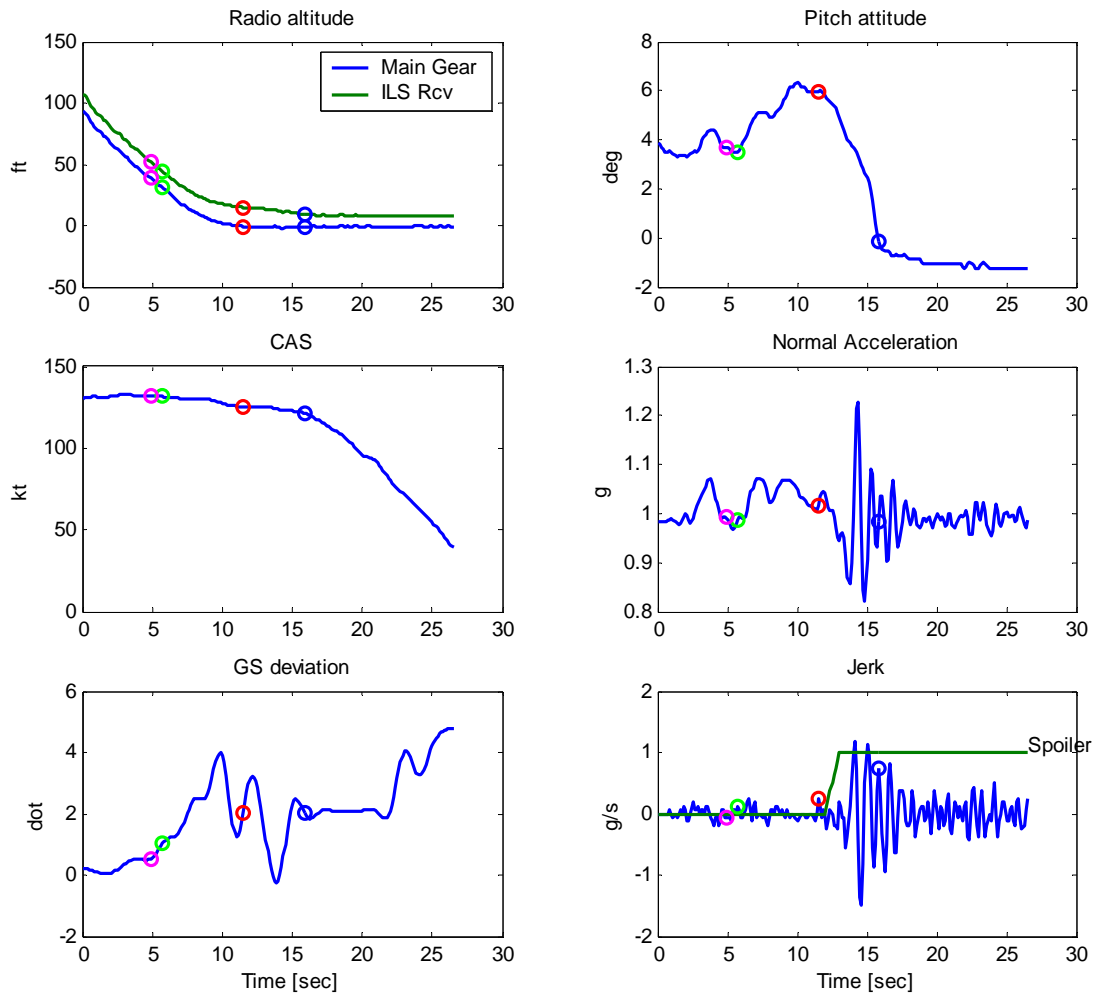 Radio altitude
150
100
50
0
-50
ft
Main Gear
ILS Rcv
0 5 10 15 20 25 30
Pitch attitude
8
6
4
2
0
-2
deg
0 5 10 15 20 25 30
CAS
150
100
50
0
kt
0 5 10 15 20 25 30
Normal Acceleration
1.3
1.2
1.1
1
0.9
0.8
g
0 5 10 15 20 25 30
GS deviation
6
4
2
0
-2
dot
0 5 10 15 20 25 30
Time [sec]
Jerk
2
1
0
-1
-2
g/s
Spoiler
0 5 10 15 20 25 30
Time [sec]